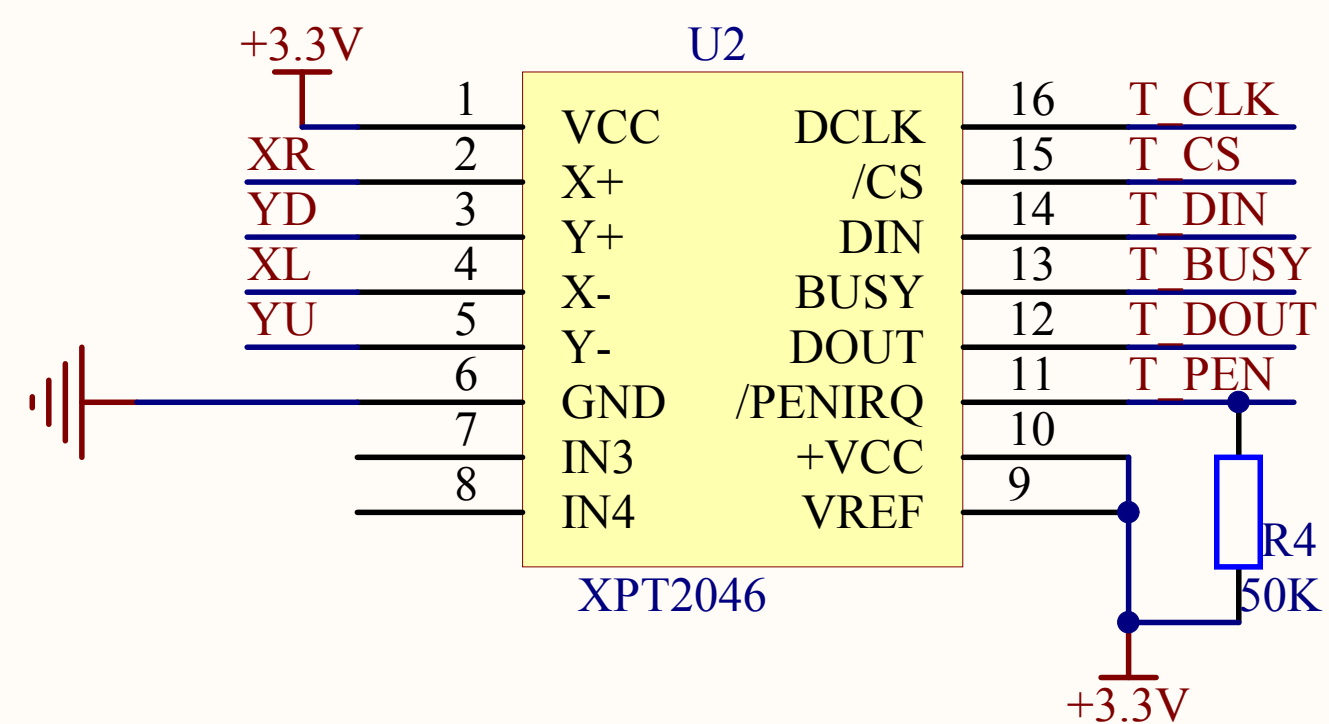 +3.3V
U2
1 VCC DCLK 16 T_CLK
XR 2 X+ /CS 15 T_CS
YD 3 Y+ DIN 14 T_DIN
XL 4 X- BUSY 13 T_BUSY
YU 5 Y- DOUT 12 T_DOUT
6 GND /PENIRQ 11 T_PEN
7 IN3 +VCC 10
8 IN4 VREF 9
R4
XPT2046
50K
+3.3V